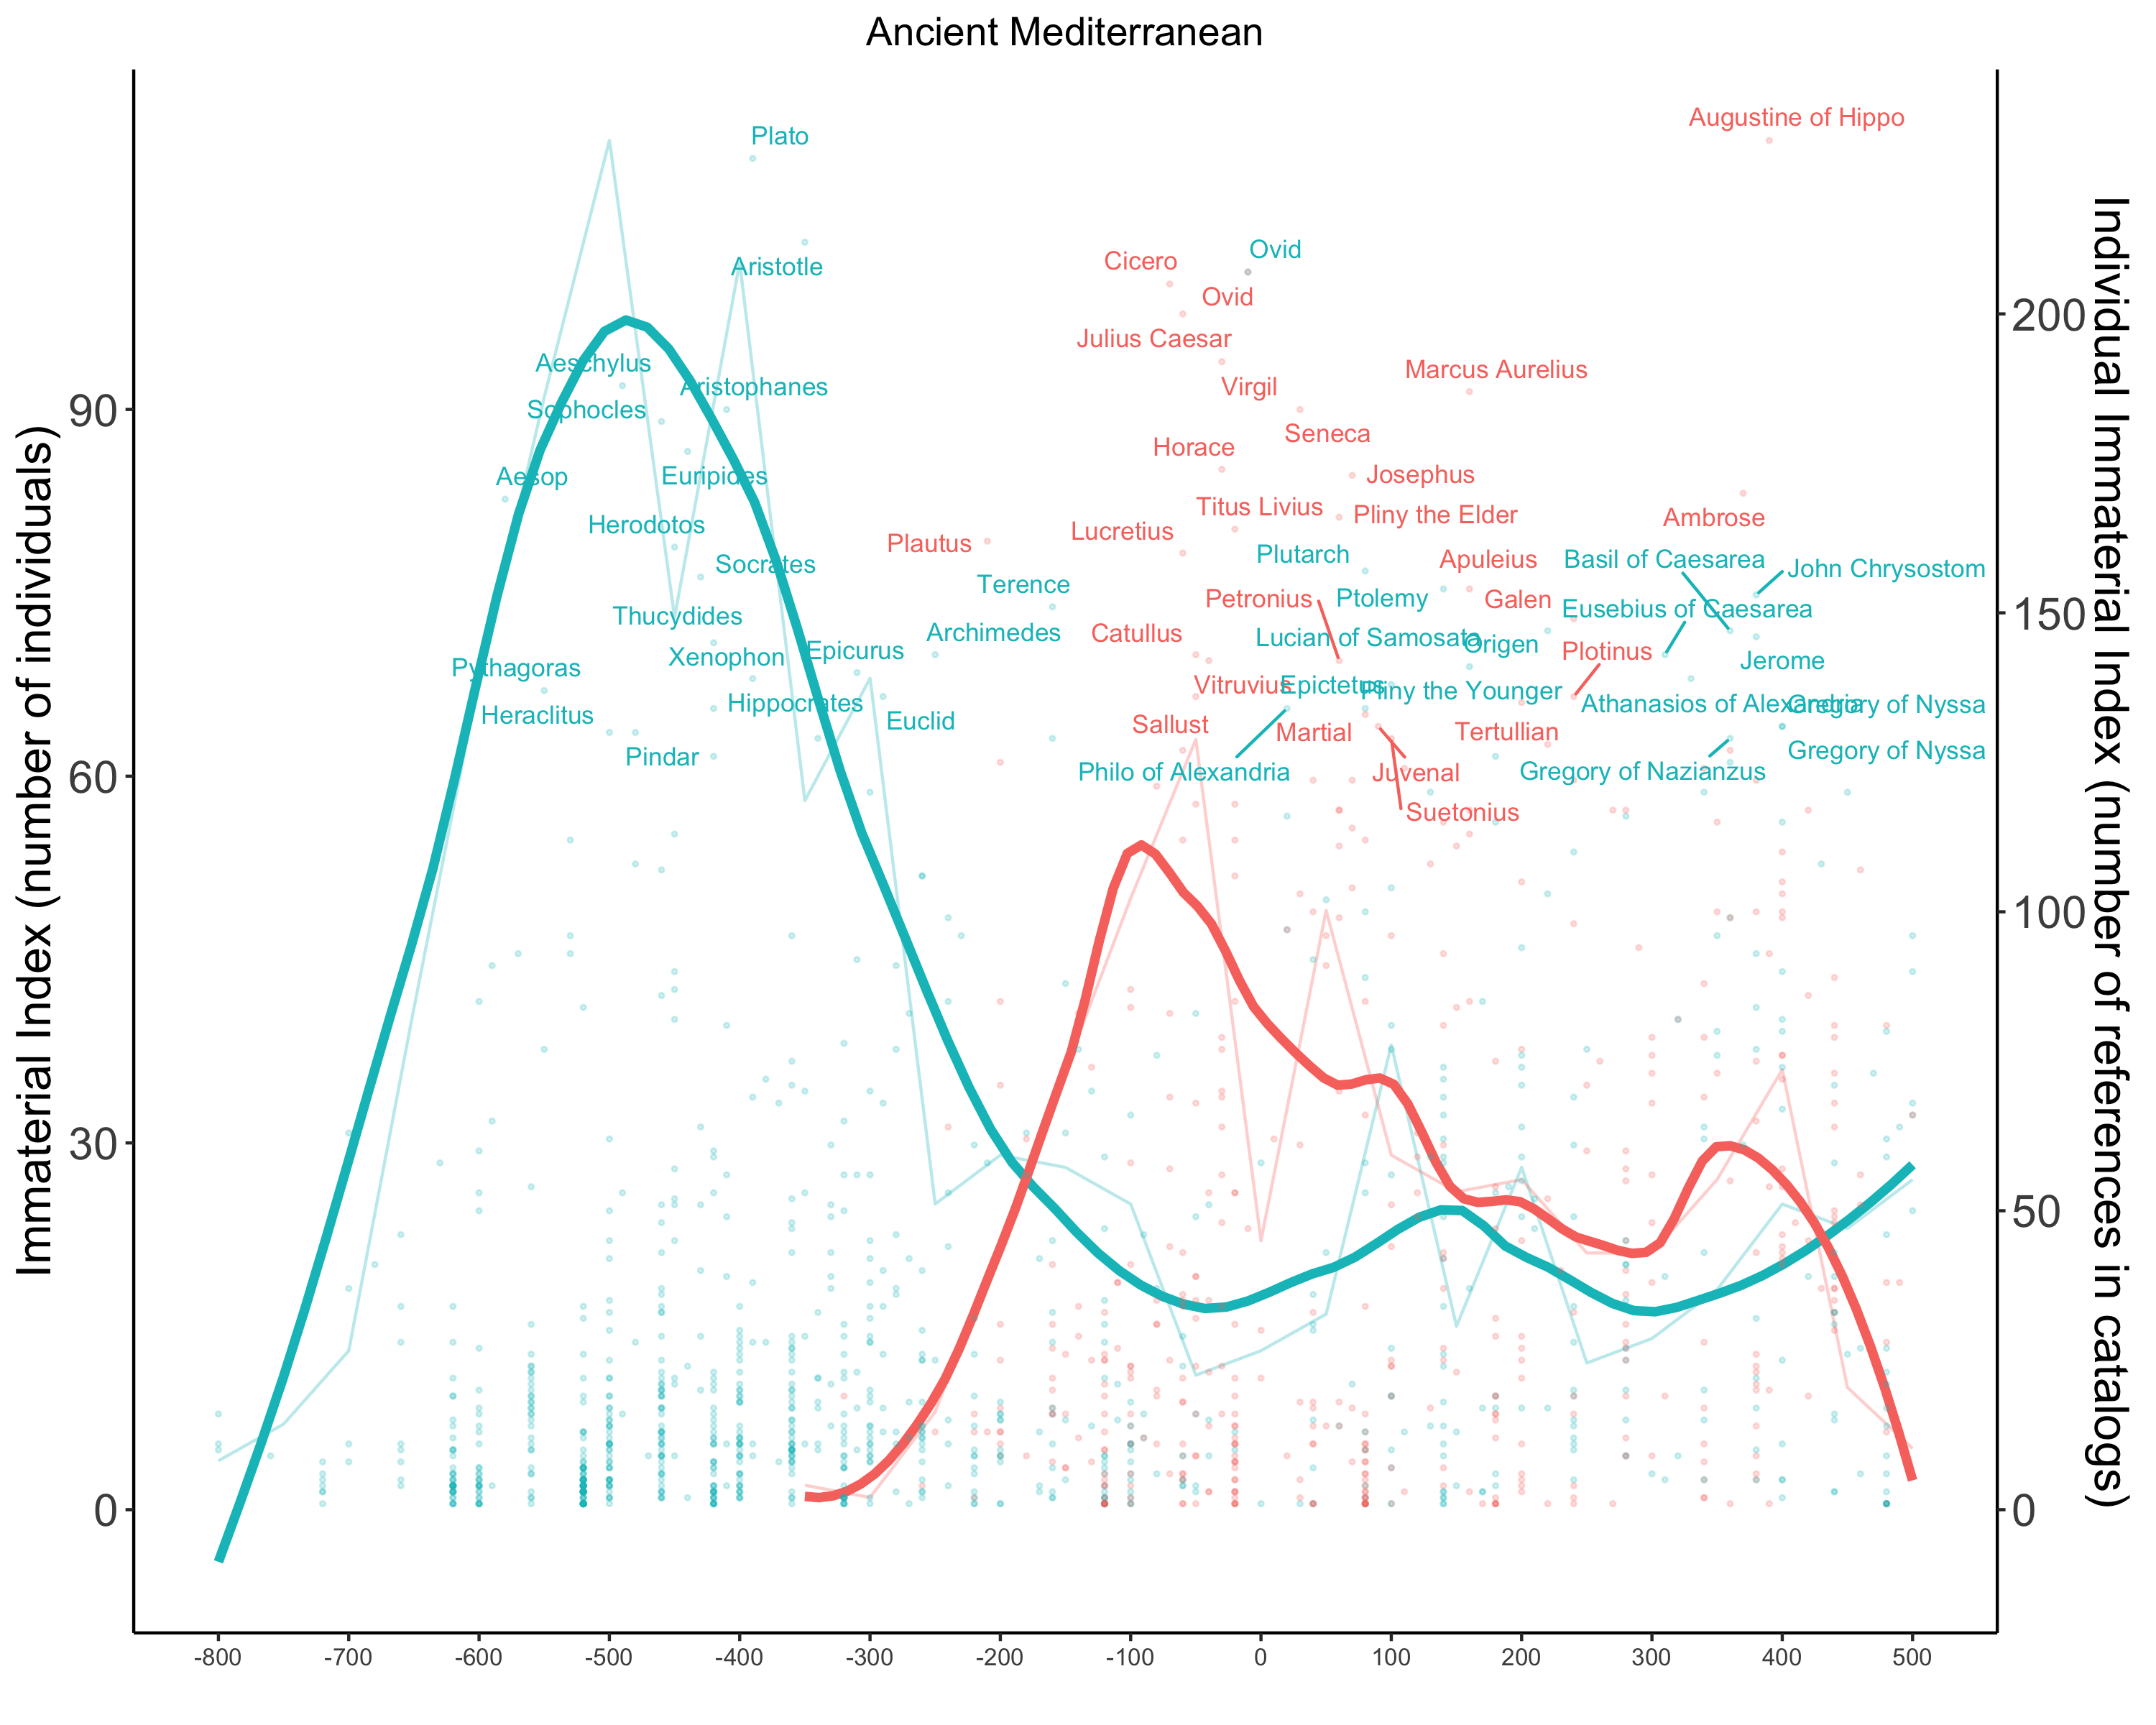 Ancient Mediterranean
Augustine of Hippo
Plato
Ovid
Cicero
Aristotle
Ovid
Julius Caesar
Aeschylus
Marcus Aurelius
Aristophanes
Virgil
Sophocles
Seneca
Horace
Aesop
Euripides
Josephus
Titus Livius
Pliny the Elder
Ambrose
Herodotos
Lucretius
Plautus
Plutarch
Apuleius
Basil of Caesarea
John Chrysostom
Socrates
Terence
Petronius
Ptolemy
Galen
Eusebius of Caesarea
Thucydides
Catullus
Archimedes
Lucian of Samosata
Origen
Epicurus
Plotinus
Xenophon
Jerome
Pythagoras
Vitruvius
Epictetus
Pliny the Younger
Hippocrates
Athanasios of Alexandria
Gregory of Nyssa
Heraclitus
Euclid
Sallust
Martial
Tertullian
Pindar
Gregory of Nyssa
Philo of Alexandria
Juvenal
Gregory of Nazianzus
Suetonius
Immaterial Index (number of individuals)
90
60
30
0
Individual Immaterial Index (number of references in catalogs)
200
150
100
50
0
-800 -700 -600 -500 -400 -300 -200 -100 0 100 200 300 400 500